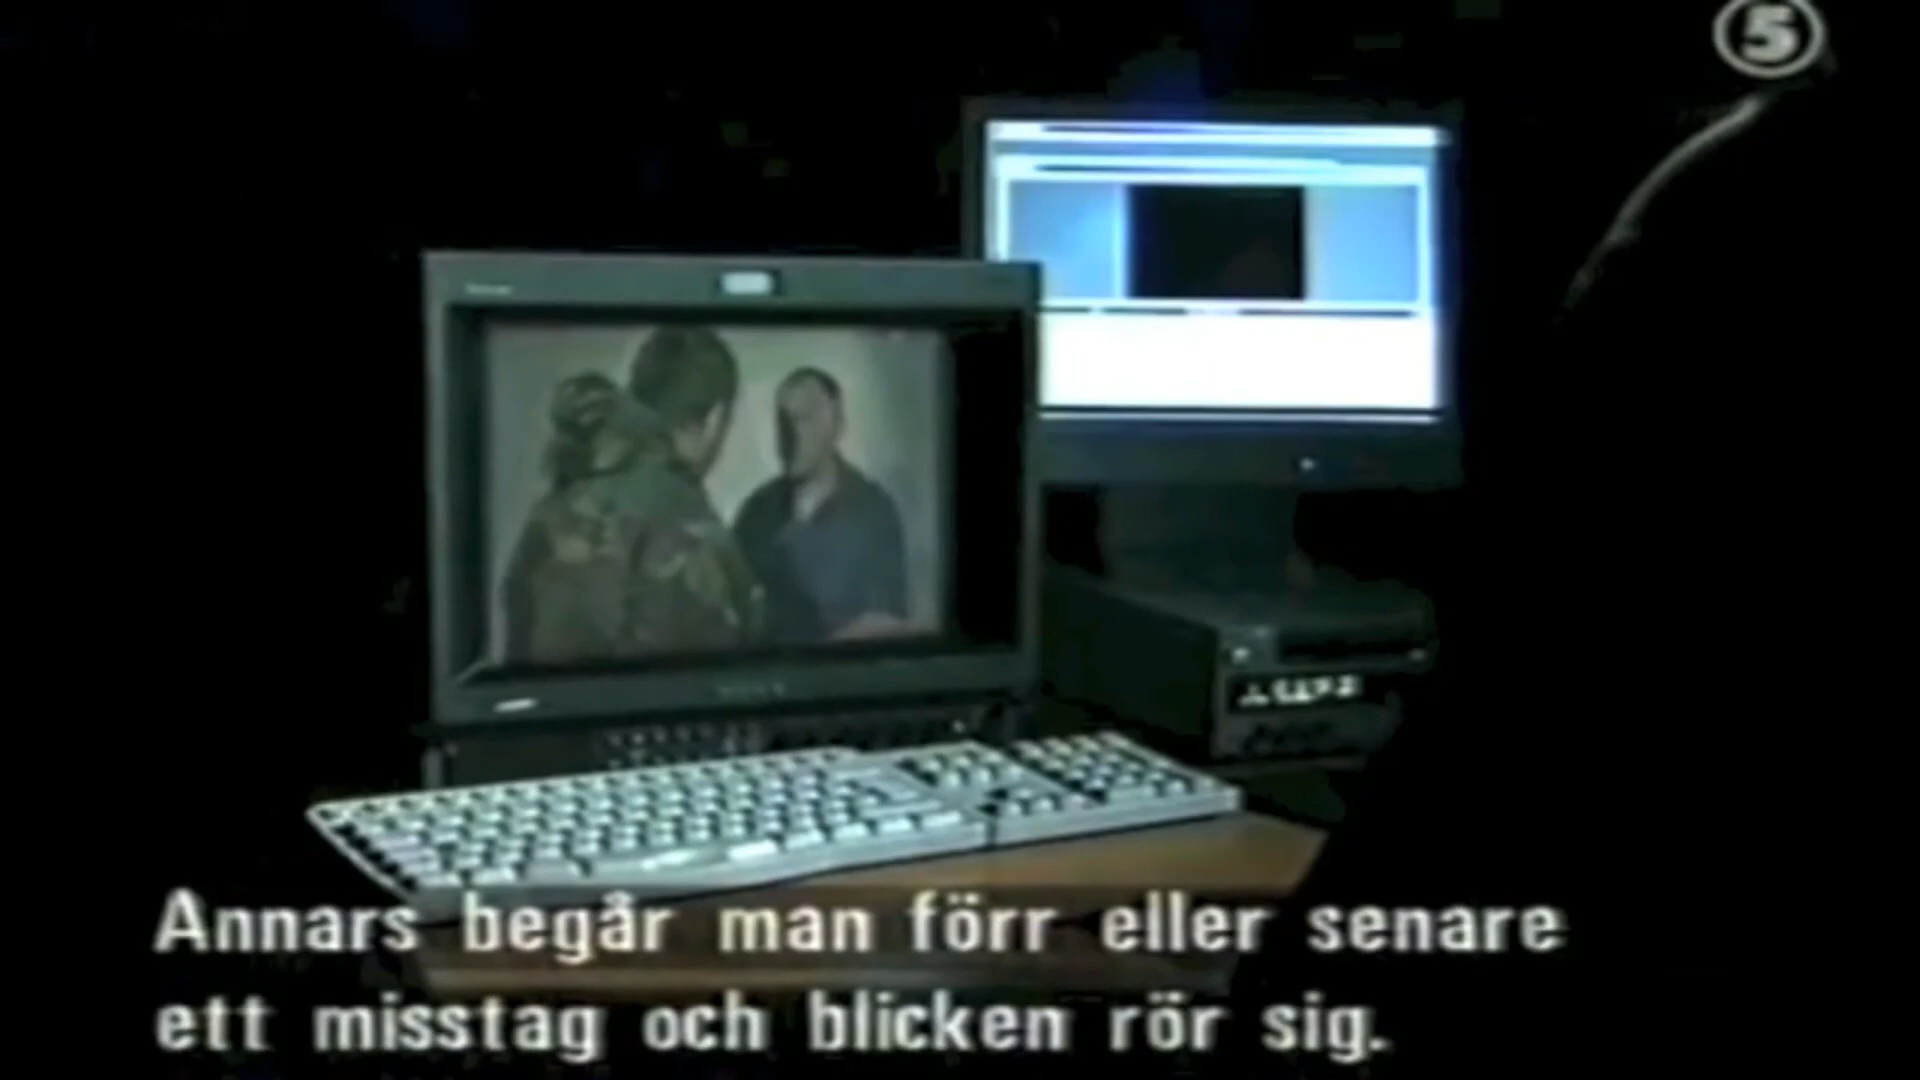 5
Annars begår man förr eller senare
ett misstag och blicken rör sig.